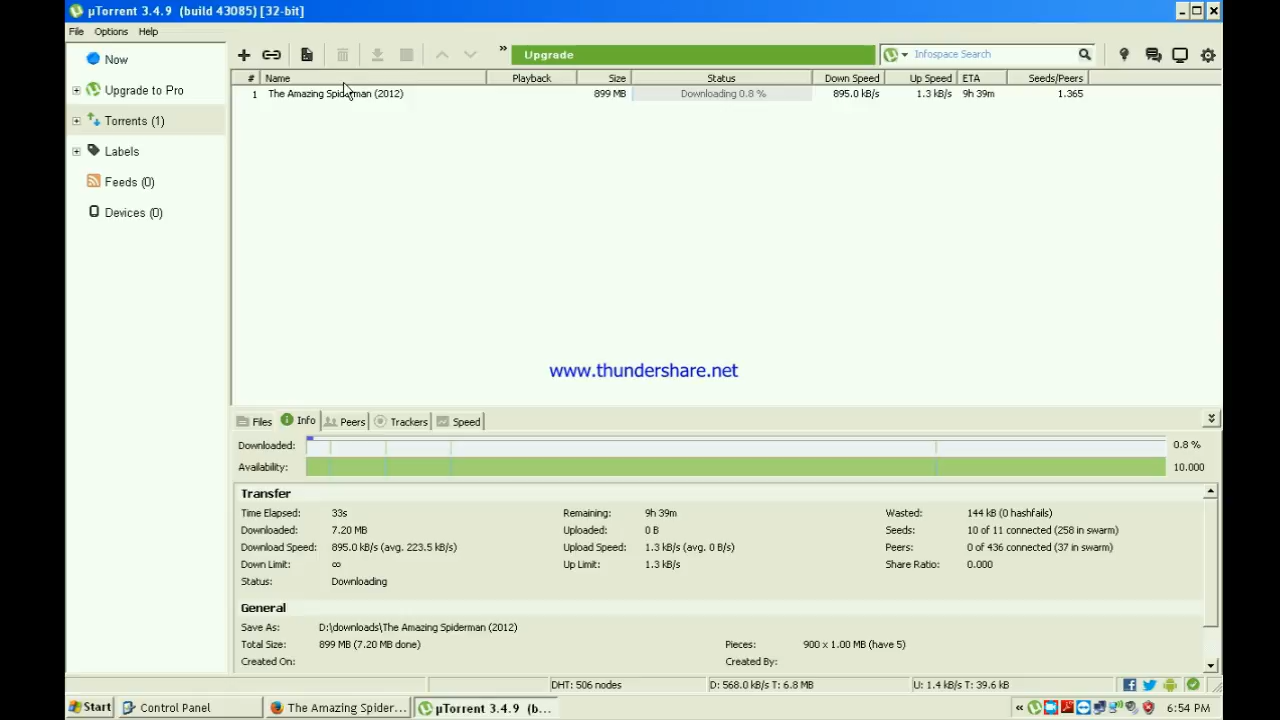 µTorrent 3.4.9 (build 43085) [32-bit]
File Options Help
Now
Upgrade to Pro
Torrents (1)
Labels
Feeds (0)
Devices (0)
» Upgrade Infospace Search
# Name Playback Size Status Down Speed Up Speed ETA Seeds/Peers
1 The Amazing Spiderman (2012) 899 MB Downloading 0.8 % 895.0 kB/s 1.3 kB/s 9h 39m 1.365
www.thundershare.net
Files Info Peers Trackers Speed
Downloaded: 0.8 %
Availability: 10.000
Transfer
Time Elapsed: 33s Remaining: 9h 39m Wasted: 144 kB (0 hashfails)
Downloaded: 7.20 MB Uploaded: 0 B Seeds: 10 of 11 connected (258 in swarm)
Download Speed: 895.0 kB/s (avg. 223.5 kB/s) Upload Speed: 1.3 kB/s (avg. 0 B/s) Peers: 0 of 436 connected (37 in swarm)
Down Limit: ∞ Up Limit: 1.3 kB/s Share Ratio: 0.000
Status: Downloading
General
Save As: D:\downloads\The Amazing Spiderman (2012)
Total Size: 899 MB (7.20 MB done) Pieces: 900 x 1.00 MB (have 5)
Created On: Created By:
DHT: 506 nodes D: 568.0 kB/s T: 6.8 MB U: 1.4 kB/s T: 39.6 kB
Start Control Panel The Amazing Spider... µTorrent 3.4.9 (b... « 6:54 PM